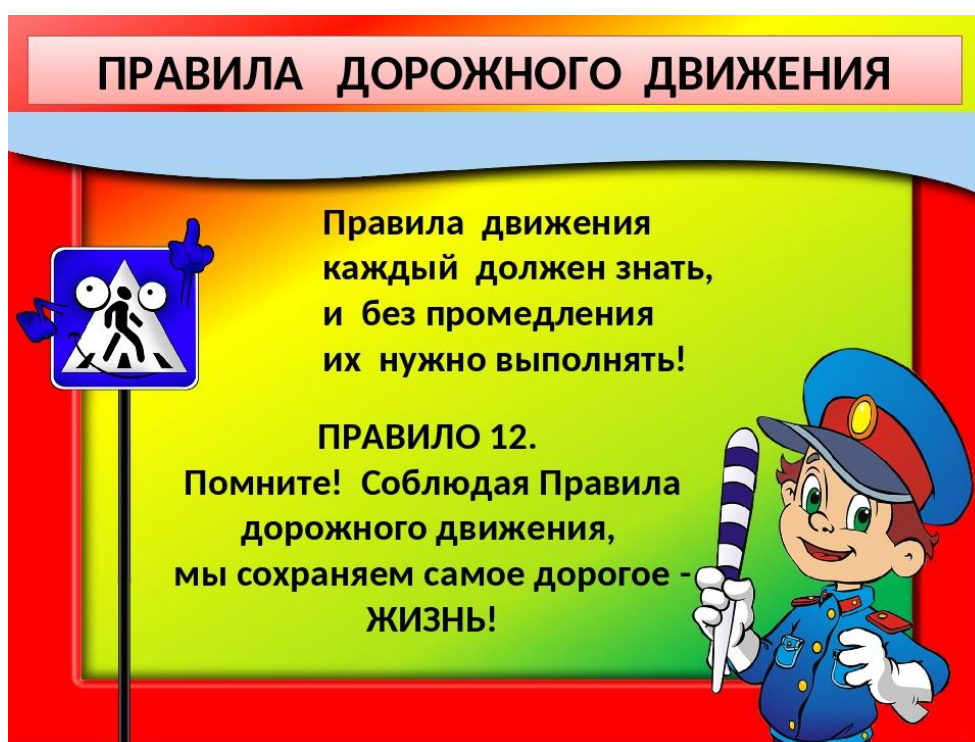 ПРАВИЛА ДОРОЖНОГО ДВИЖЕНИЯ
Правила движения
каждый должен знать,
и без промедления
их нужно выполнять!
ПРАВИЛО 12.
Помните! Соблюдая Правила
дорожного движения,
мы сохраняем самое дорогое -
ЖИЗНЬ!